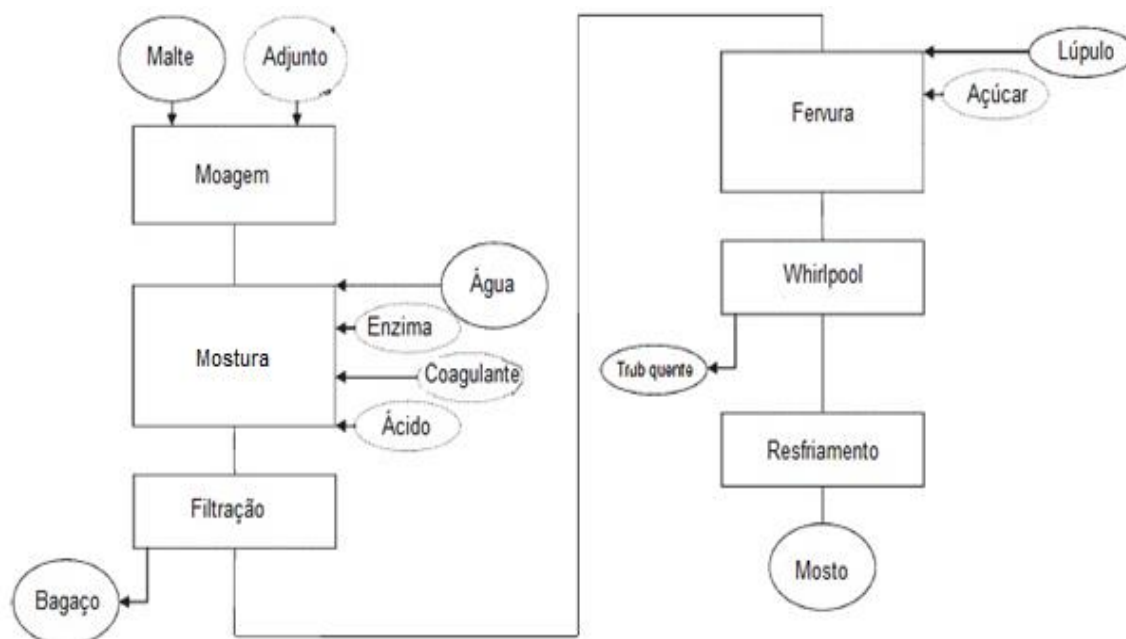 Malte
Adjunto
Moagem
Água
Enzima
Mostura
Coagulante
Ácido
Filtração
Bagaço
Lúpulo
Açúcar
Fervura
Whirlpool
Trub quente
Resfriamento
Mosto